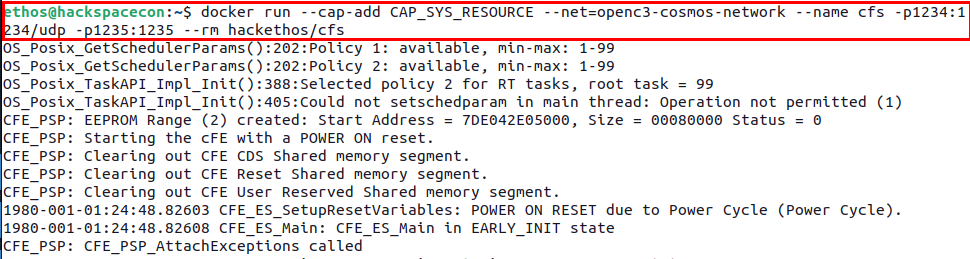 ethos@hackspacecon:~$ docker run --cap-add CAP_SYS_RESOURCE --net=openc3-cosmos-network --name cfs -p1234:1
234/udp -p1235:1235 --rm hackethos/cfs
OS_Posix_GetSchedulerParams():202:Policy 1: available, min-max: 1-99
OS_Posix_GetSchedulerParams():202:Policy 2: available, min-max: 1-99
OS_Posix_TaskAPI_Impl_Init():388:Selected policy 2 for RT tasks, root task = 99
OS_Posix_TaskAPI_Impl_Init():405:Could not setschedparam in main thread: Operation not permitted (1)
CFE_PSP: EEPROM Range (2) created: Start Address = 7DE042E05000, Size = 00080000 Status = 0
CFE_PSP: Starting the cFE with a POWER ON reset.
CFE_PSP: Clearing out CFE CDS Shared memory segment.
CFE_PSP: Clearing out CFE Reset Shared memory segment.
CFE_PSP: Clearing out CFE User Reserved Shared memory segment.
1980-001-01:24:48.82603 CFE_ES_SetupResetVariables: POWER ON RESET due to Power Cycle (Power Cycle).
1980-001-01:24:48.82608 CFE_ES_Main: CFE_ES_Main in EARLY_INIT state
CFE_PSP: CFE_PSP_AttachExceptions called